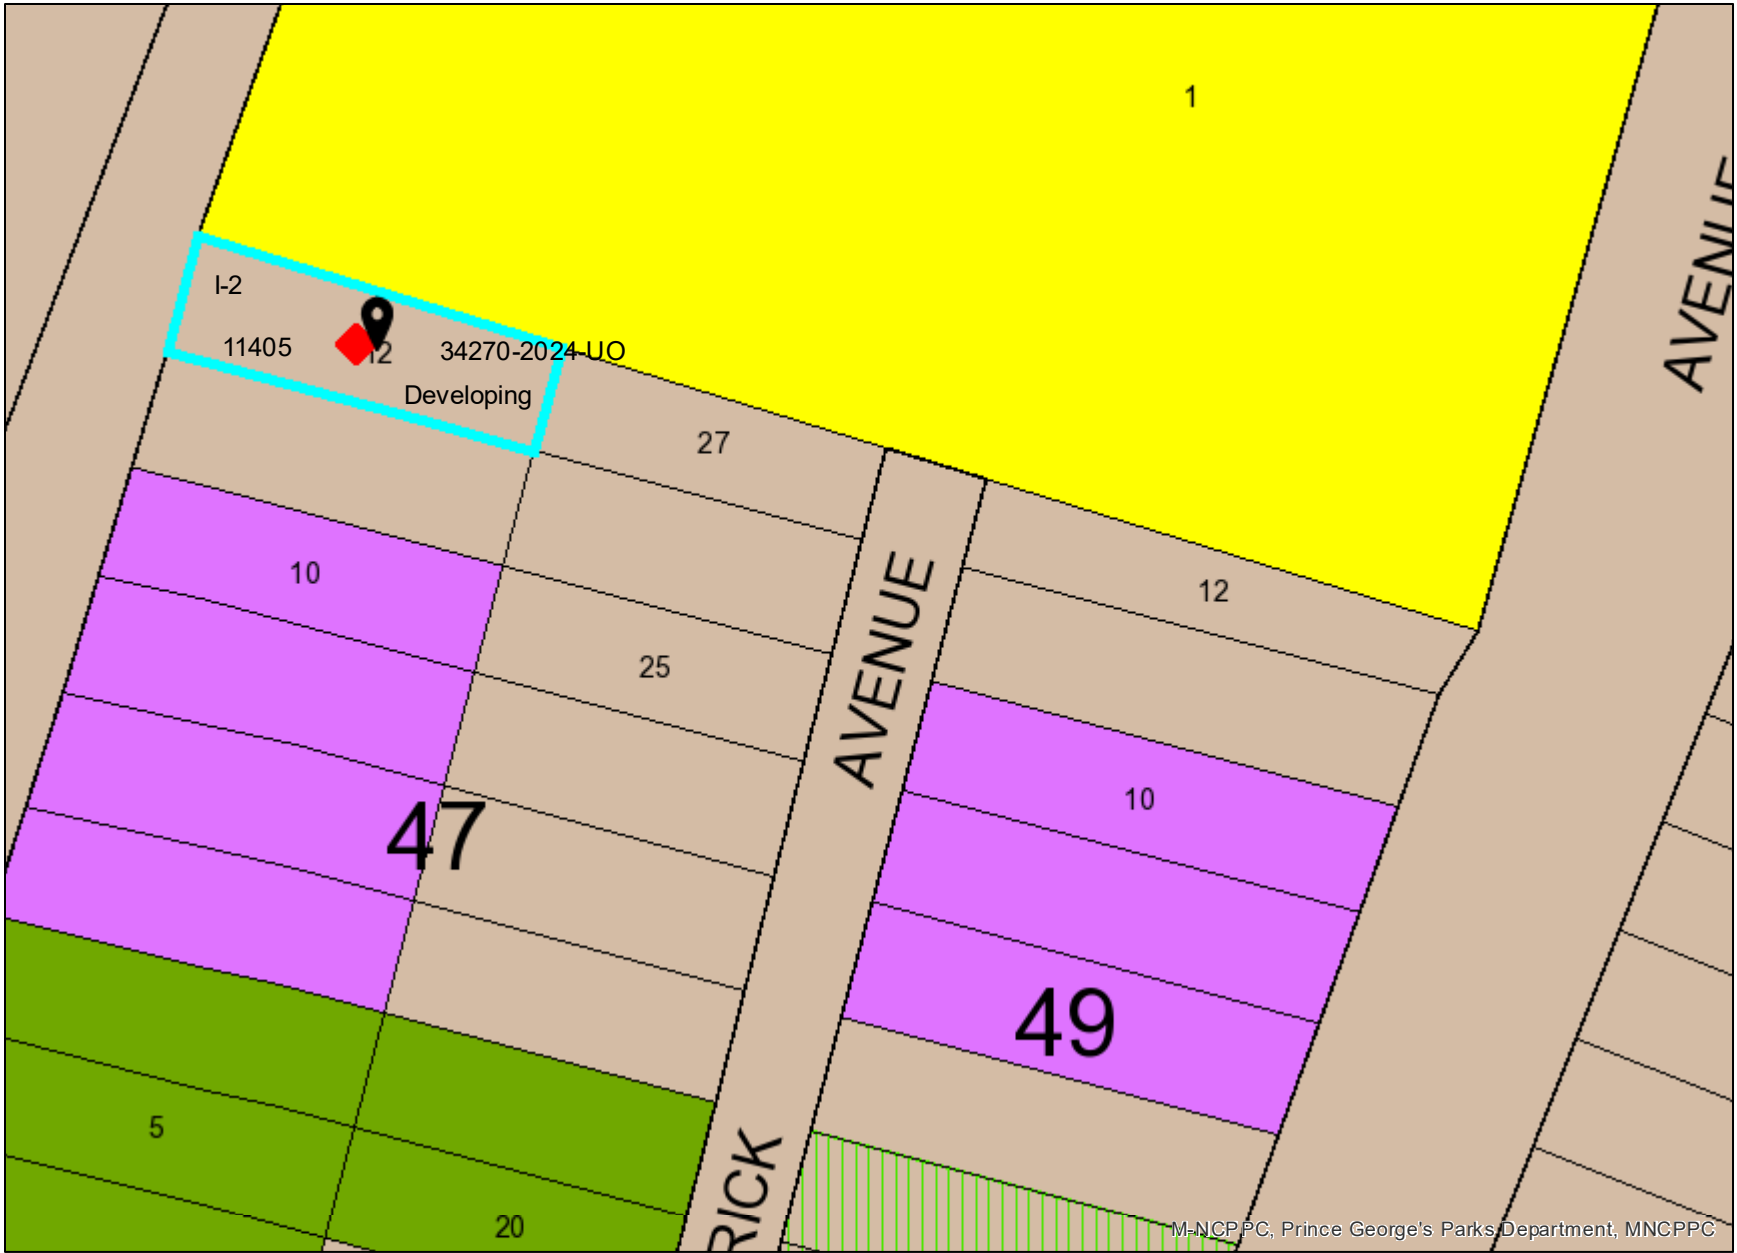 1
AVENUE
I-2
11405
12
34270-2024-UO
Developing
27
10
25
12
AVENUE
10
47
49
5
20
RICK
M-NCPPC, Prince George's Parks Department, MNCPPC